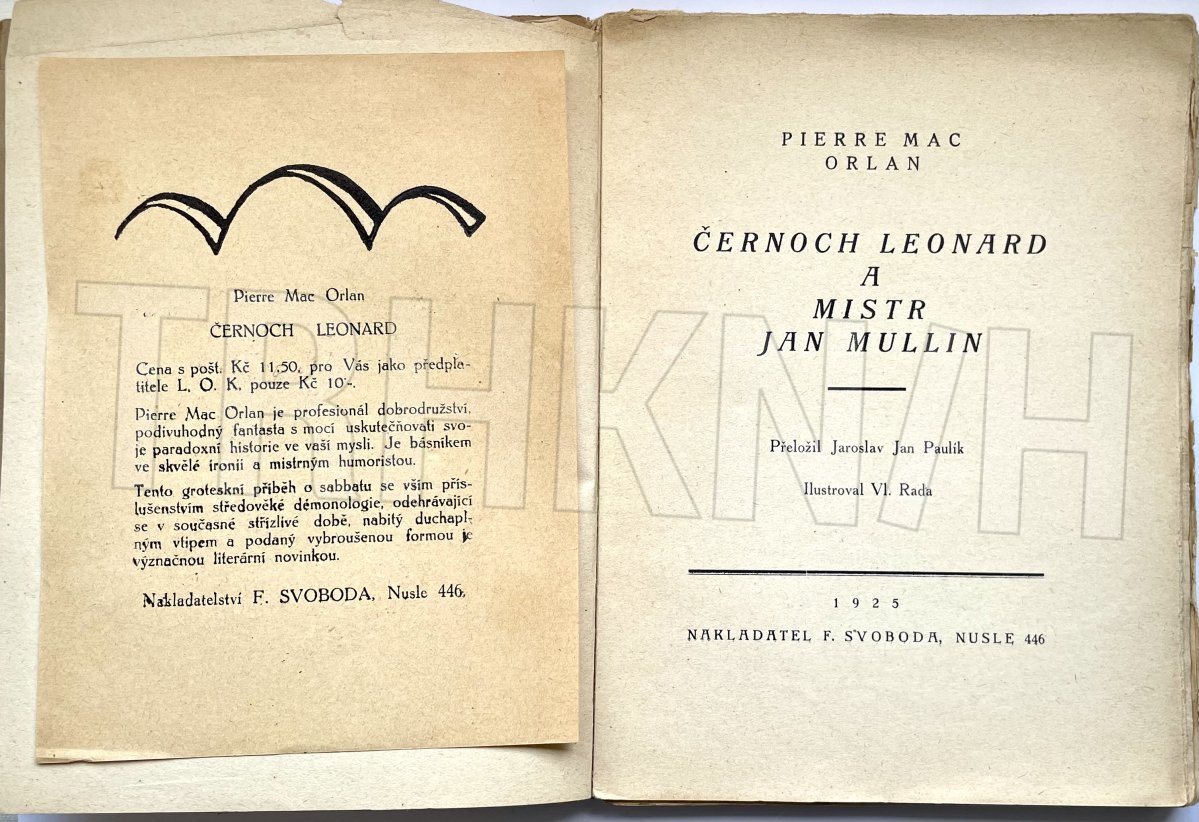 Pierre Mac Orlan
ČERNOCH LEONARD
Cena s pošt. Kč 11,50, pro Vás jako předpla-
titele L. O. K. pouze Kč 10-.
Pierre Mac Orlan je profesionál dobrodružství,
podivuhodný fantasta s mocí uskutečňovati svo-
je paradoxní historie ve vaší mysli. Je básníkem
ve skvělé ironii a mistrným humoristou.
Tento groteskní příběh o sabbatu se vším přís-
lušenstvím středověké démonologie, odehrávající
se v současné střízlivé době, nabitý duchapl-
ným vtipem a podaný vybroušenou formou je
význačnou literární novinkou.
Nakladatelství F. SVOBODA, Nusle 446,
PIERRE MAC
ORLAN
ČERNOCH LEONARD
A
MISTR
JAN MULLIN
Přeložil Jaroslav Jan Paulík
Ilustroval Vl. Rada
1925
NAKLADATEL F. SVOBODA, NUSLE 446
TRHKNIH